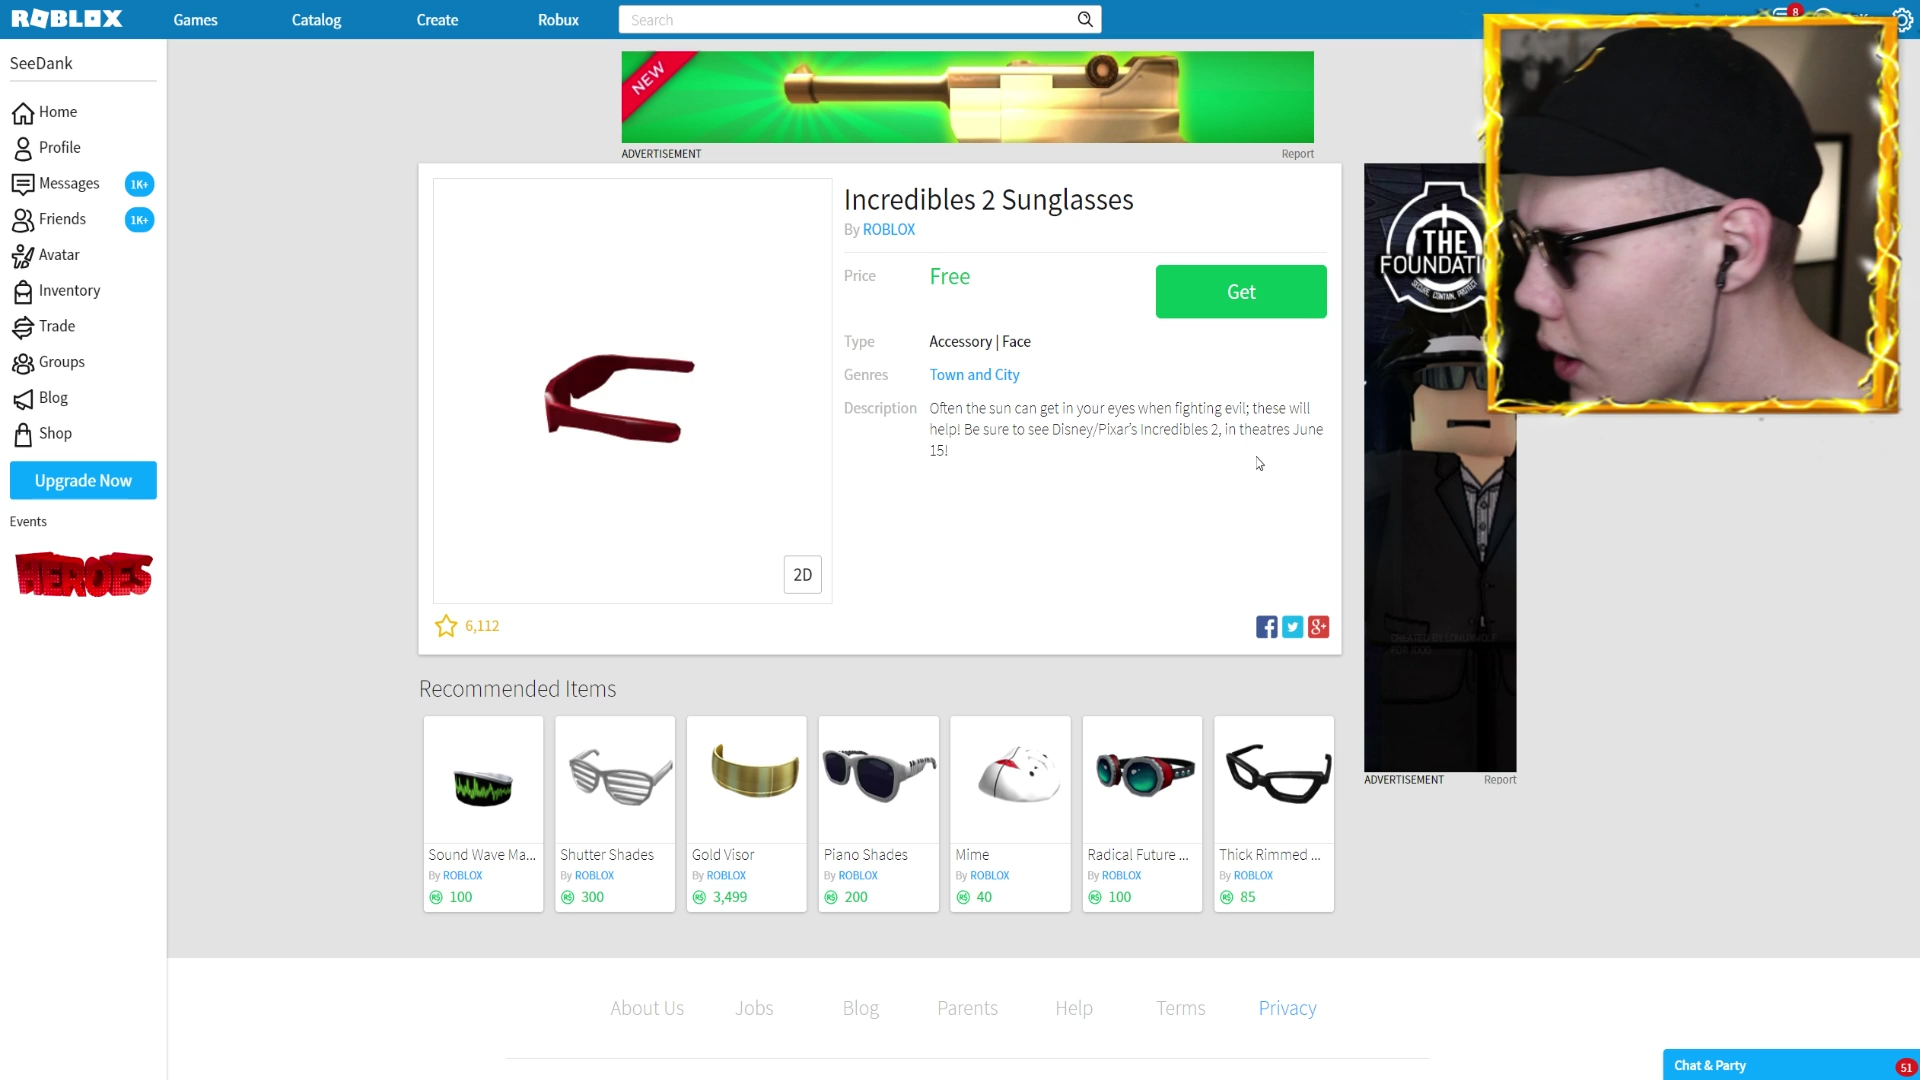 ROBLOX
Games
Catalog
Create
Robux
Search
8
SeeDank
Home
Profile
Messages 1K+
Friends 1K+
Avatar
Inventory
Trade
Groups
Blog
Shop
Upgrade Now
Events
HEROES
NEW
ADVERTISEMENT
Report
Incredibles 2 Sunglasses
By ROBLOX
Price Free
Get
Type Accessory | Face
Genres Town and City
Description Often the sun can get in your eyes when fighting evil; these will
help! Be sure to see Disney/Pixar's Incredibles 2, in theatres June
15!
2D
6,112
THE
FOUNDATI
SECURE. CONTAIN. PROTECT.
ADVERTISEMENT
Report
Recommended Items
Sound Wave Ma...
By ROBLOX
R$ 100
Shutter Shades
By ROBLOX
R$ 300
Gold Visor
By ROBLOX
R$ 3,499
Piano Shades
By ROBLOX
R$ 200
Mime
By ROBLOX
R$ 40
Radical Future ...
By ROBLOX
R$ 100
Thick Rimmed ...
By ROBLOX
R$ 85
About Us
Jobs
Blog
Parents
Help
Terms
Privacy
Chat & Party
51